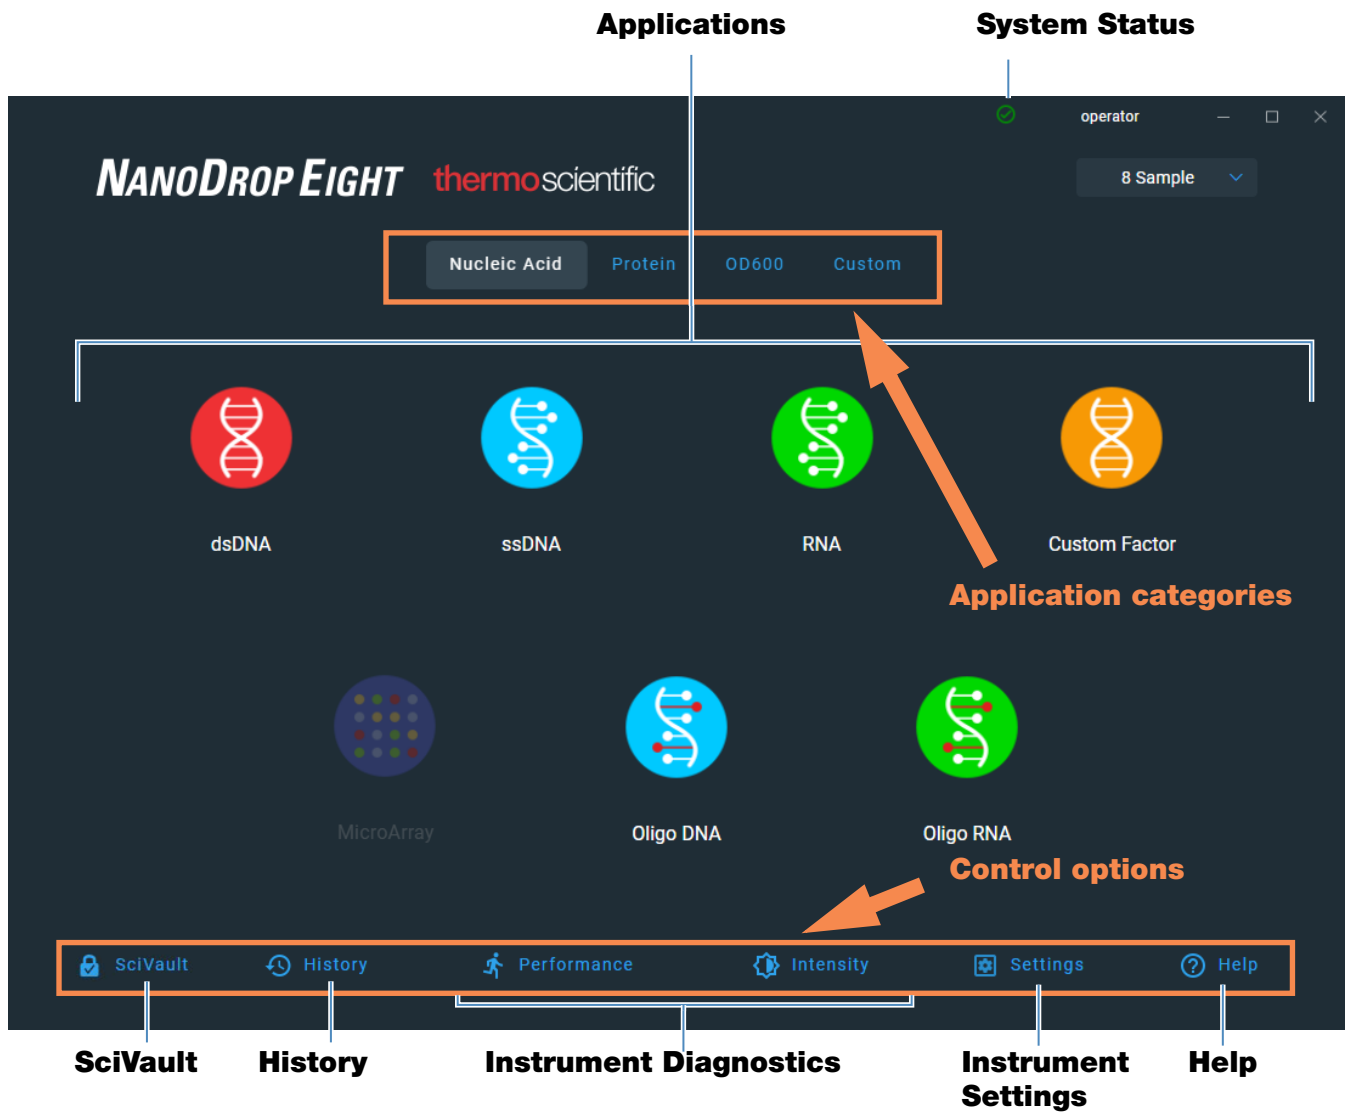 Applications
System Status
operator
NANODROP EIGHT thermoscientific
8 Sample
Nucleic Acid Protein OD600 Custom
dsDNA ssDNA RNA Custom Factor
Application categories
MicroArray Oligo DNA Oligo RNA
Control options
SciVault History Performance Intensity Settings Help
SciVault History Instrument Diagnostics Instrument Help
Settings